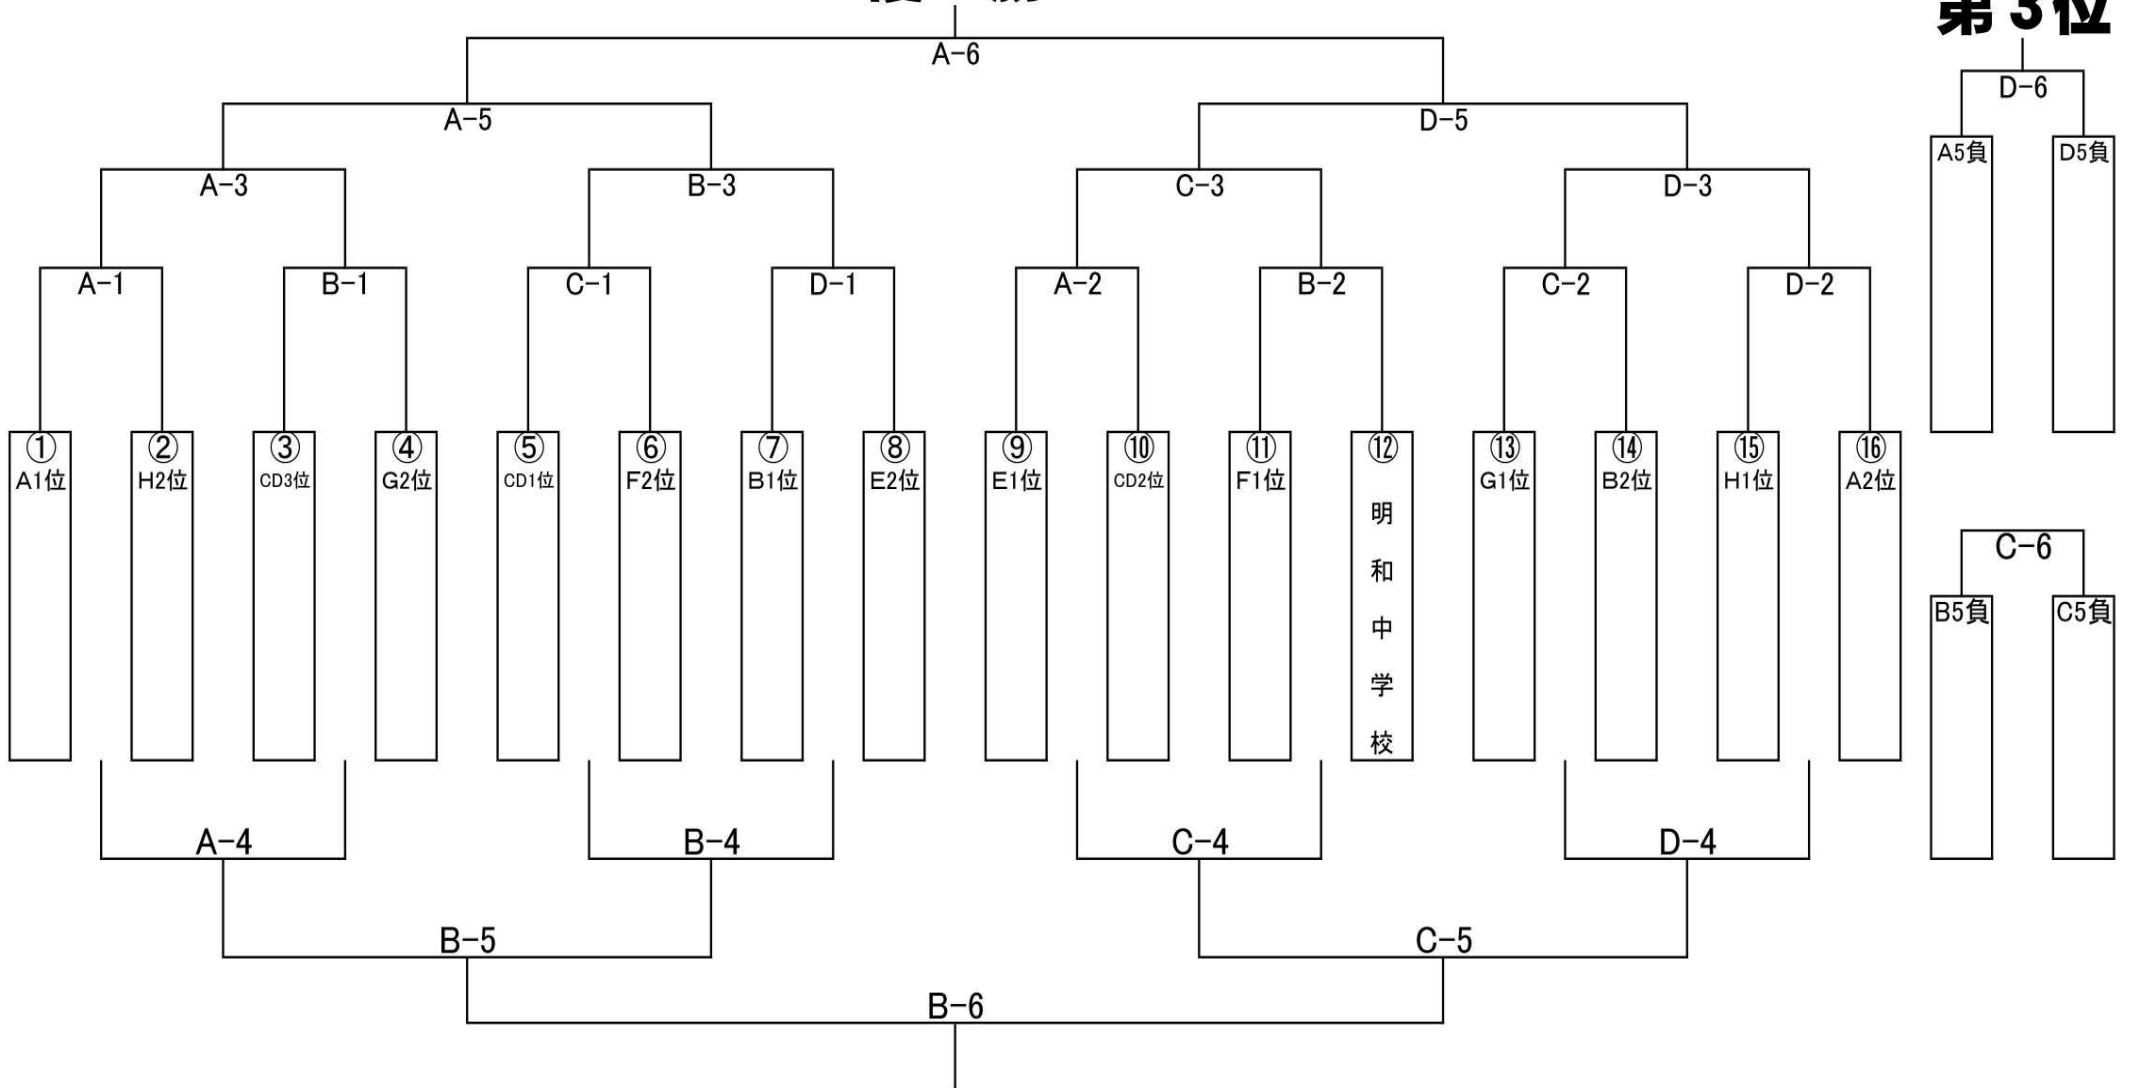 第3位
A-6
D-6
A-5
D-5
A5負
D5負
A-3
B-3
C-3
D-3
A-1
B-1
C-1
D-1
A-2
B-2
C-2
D-2
①
②
③
④
⑤
⑥
⑦
⑧
⑨
⑩
⑪
⑫
⑬
⑭
⑮
⑯
A1位
H2位
CD3位
G2位
CD1位
F2位
B1位
E2位
E1位
CD2位
F1位
明和中学校
G1位
B2位
H1位
A2位
C-6
B5負
C5負
A-4
B-4
C-4
D-4
B-5
C-5
B-6